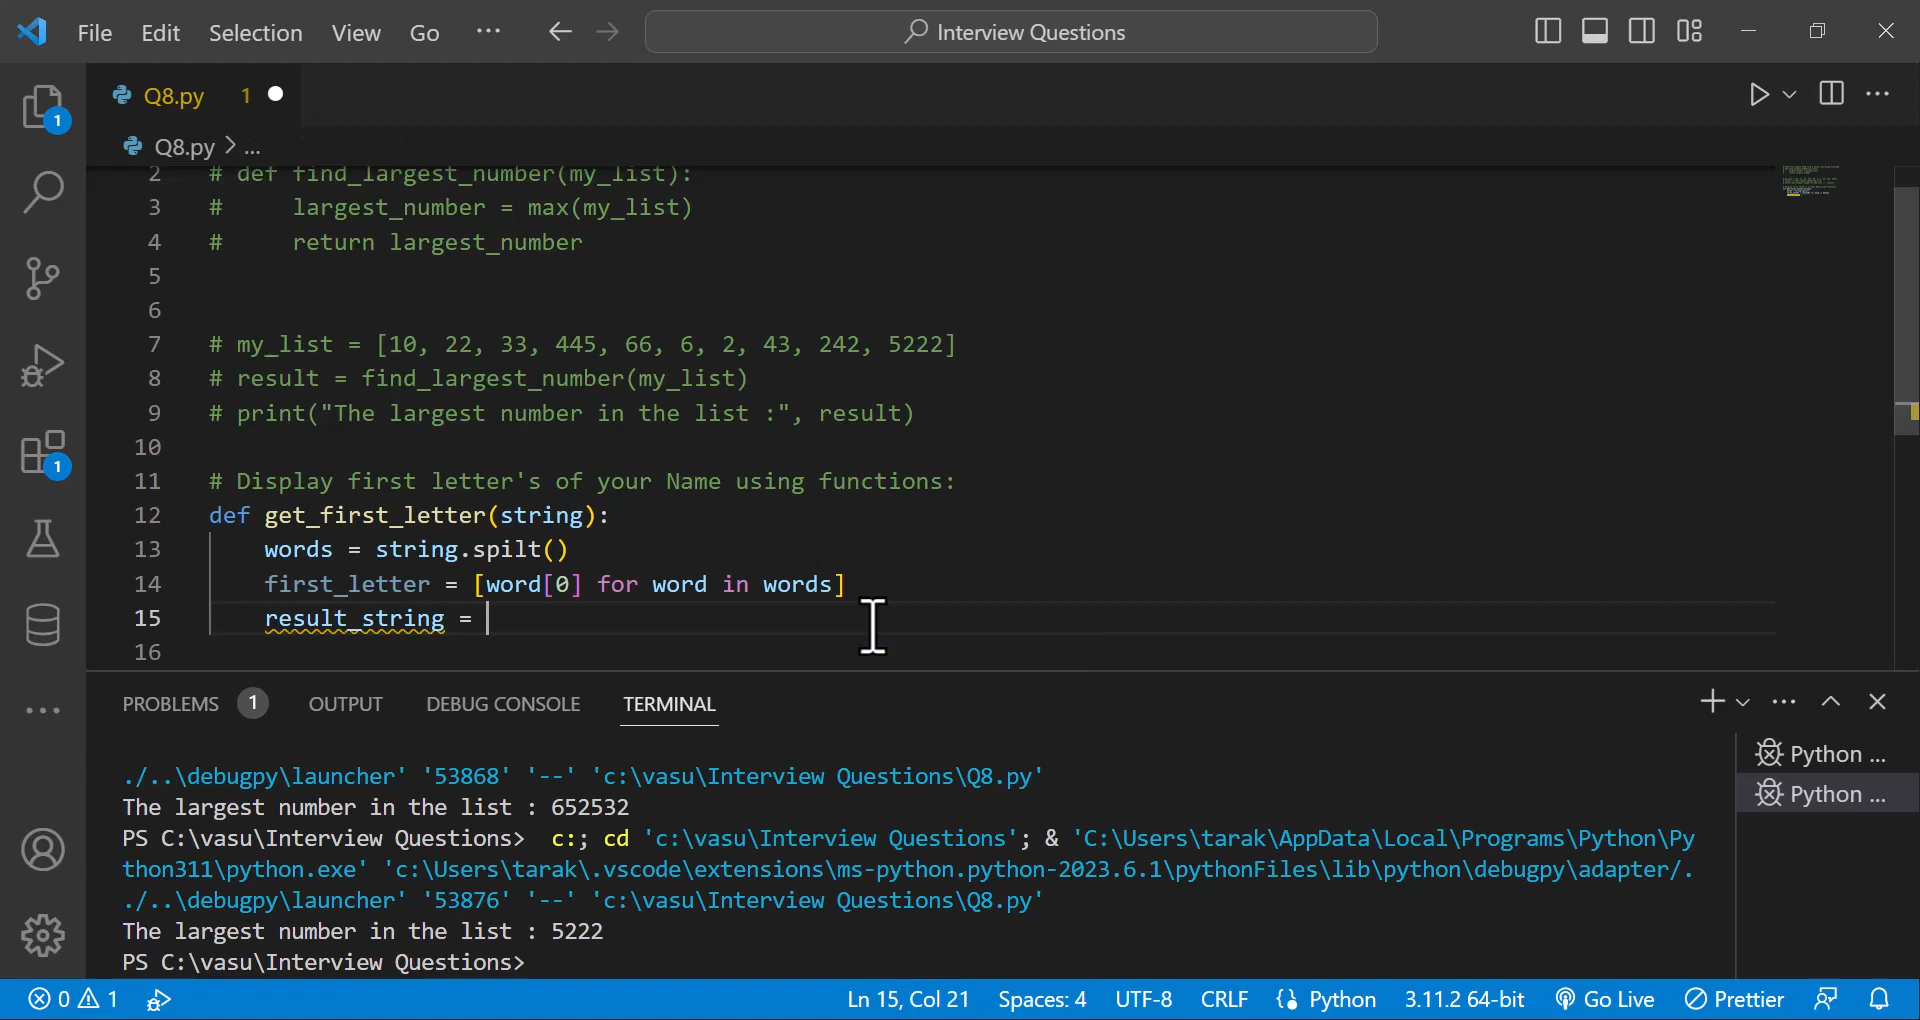 File Edit Selection View Go ··· Interview Questions
Q8.py 1
Q8.py > ...
2 # def find_largest_number(my_list):
3 #     largest_number = max(my_list)
4 #     return largest_number
5
6
7 # my_list = [10, 22, 33, 445, 66, 6, 2, 43, 242, 5222]
8 # result = find_largest_number(my_list)
9 # print("The largest number in the list :", result)
10
11 # Display first letter's of your Name using functions:
12 def get_first_letter(string):
13     words = string.spilt()
14     first_letter = [word[0] for word in words]
15     result_string =
16
PROBLEMS 1 OUTPUT DEBUG CONSOLE TERMINAL
./..\debugpy\launcher' '53868' '--' 'c:\vasu\Interview Questions\Q8.py'
The largest number in the list : 652532
PS C:\vasu\Interview Questions>  c:; cd 'c:\vasu\Interview Questions'; & 'C:\Users\tarak\AppData\Local\Programs\Python\Py
thon311\python.exe' 'c:\Users\tarak\.vscode\extensions\ms-python.python-2023.6.1\pythonFiles\lib\python\debugpy\adapter/.
./..\debugpy\launcher' '53876' '--' 'c:\vasu\Interview Questions\Q8.py'
The largest number in the list : 5222
PS C:\vasu\Interview Questions>
Python ...
Python ...
1
1
0 1 Ln 15, Col 21 Spaces: 4 UTF-8 CRLF Python 3.11.2 64-bit Go Live Prettier